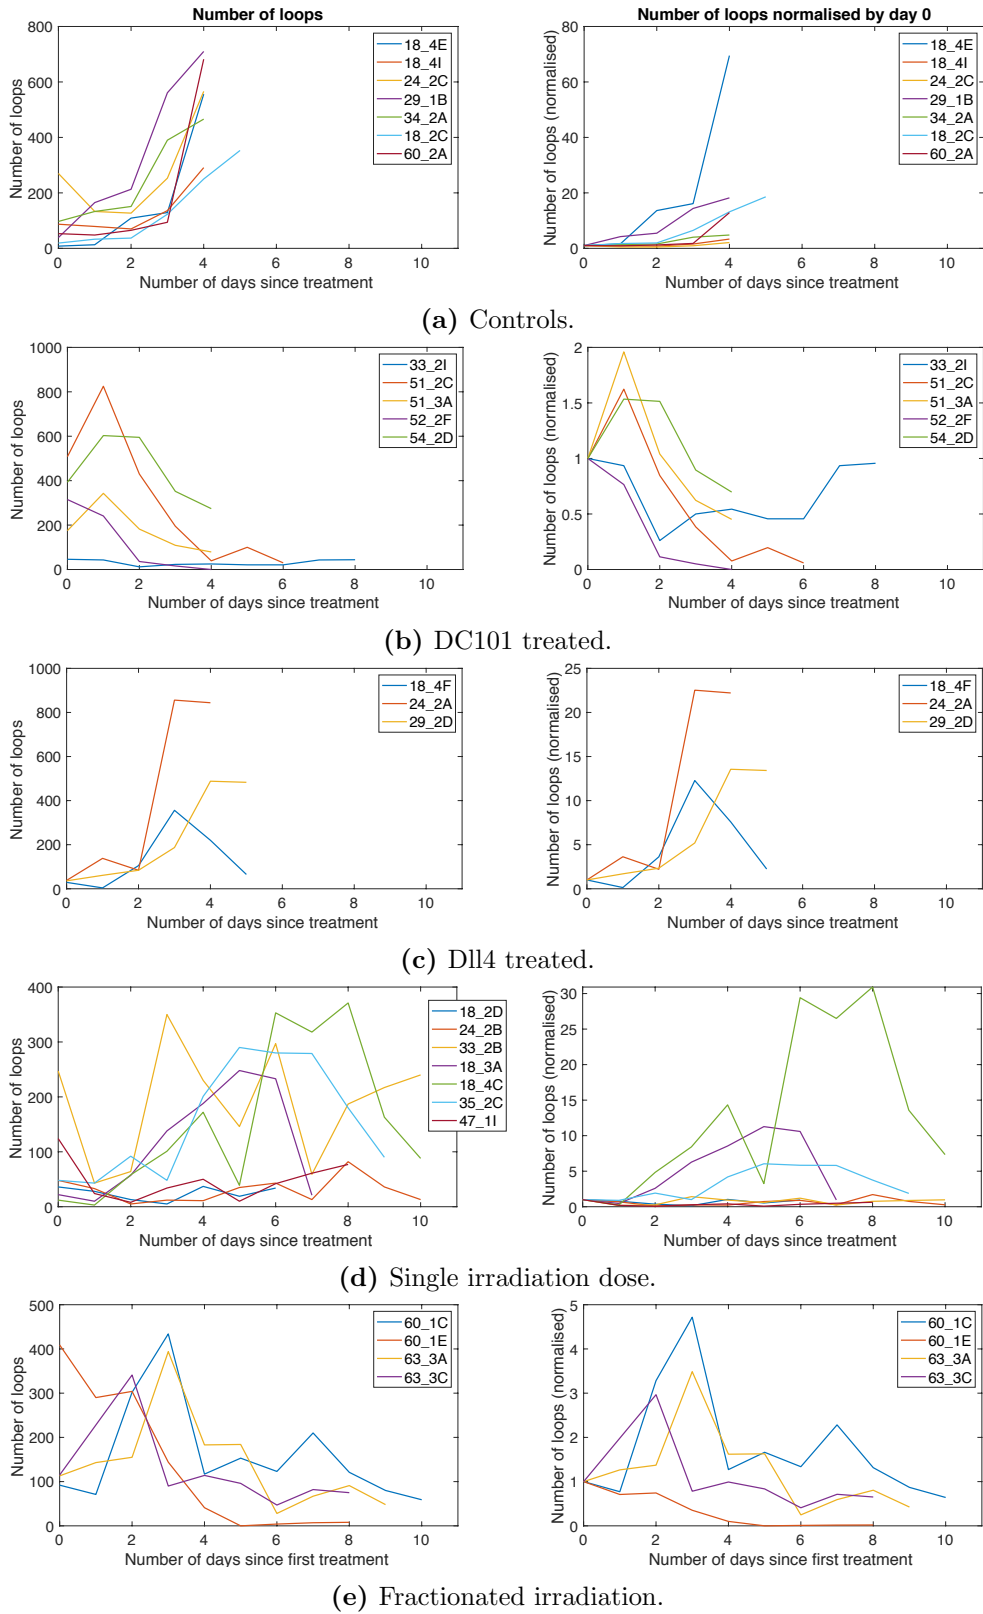 Number of loops
Number of loops normalised by day 0
Number of loops
800
600
400
200
0
0 2 4 6 8 10
Number of days since treatment
18_4E
18_4I
24_2C
29_1B
34_2A
18_2C
60_2A
Number of loops (normalised)
80
60
40
20
0
0 2 4 6 8 10
Number of days since treatment
18_4E
18_4I
24_2C
29_1B
34_2A
18_2C
60_2A
(a) Controls.
Number of loops
1000
800
600
400
200
0
0 2 4 6 8 10
Number of days since treatment
33_2I
51_2C
51_3A
52_2F
54_2D
Number of loops (normalised)
2
1.5
1
0.5
0
0 2 4 6 8 10
Number of days since treatment
33_2I
51_2C
51_3A
52_2F
54_2D
(b) DC101 treated.
Number of loops
1000
800
600
400
200
0
0 2 4 6 8 10
Number of days since treatment
18_4F
24_2A
29_2D
Number of loops (normalised)
25
20
15
10
5
0
0 2 4 6 8 10
Number of days since treatment
18_4F
24_2A
29_2D
(c) Dll4 treated.
Number of loops
400
300
200
100
0
0 2 4 6 8 10
Number of days since treatment
18_2D
24_2B
33_2B
18_3A
18_4C
35_2C
47_1I
Number of loops (normalised)
30
25
20
15
10
5
0
0 2 4 6 8 10
Number of days since treatment
(d) Single irradiation dose.
Number of loops
500
400
300
200
100
0
0 2 4 6 8 10
Number of days since first treatment
60_1C
60_1E
63_3A
63_3C
Number of loops (normalised)
5
4
3
2
1
0
0 2 4 6 8 10
Number of days since first treatment
60_1C
60_1E
63_3A
63_3C
(e) Fractionated irradiation.